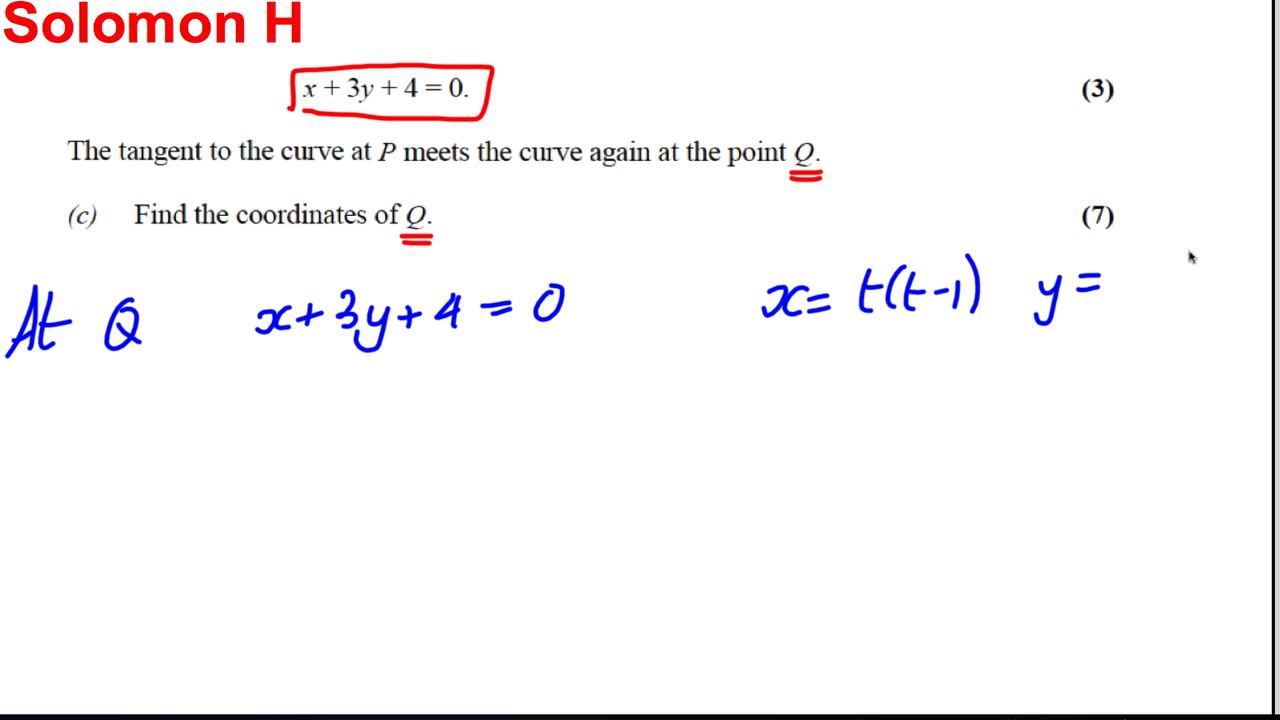 Solomon H
x + 3y + 4 = 0. (3)
The tangent to the curve at P meets the curve again at the point Q.
(c) Find the coordinates of Q. (7)
At Q x+3y+4=0 x= t(t-1) y=